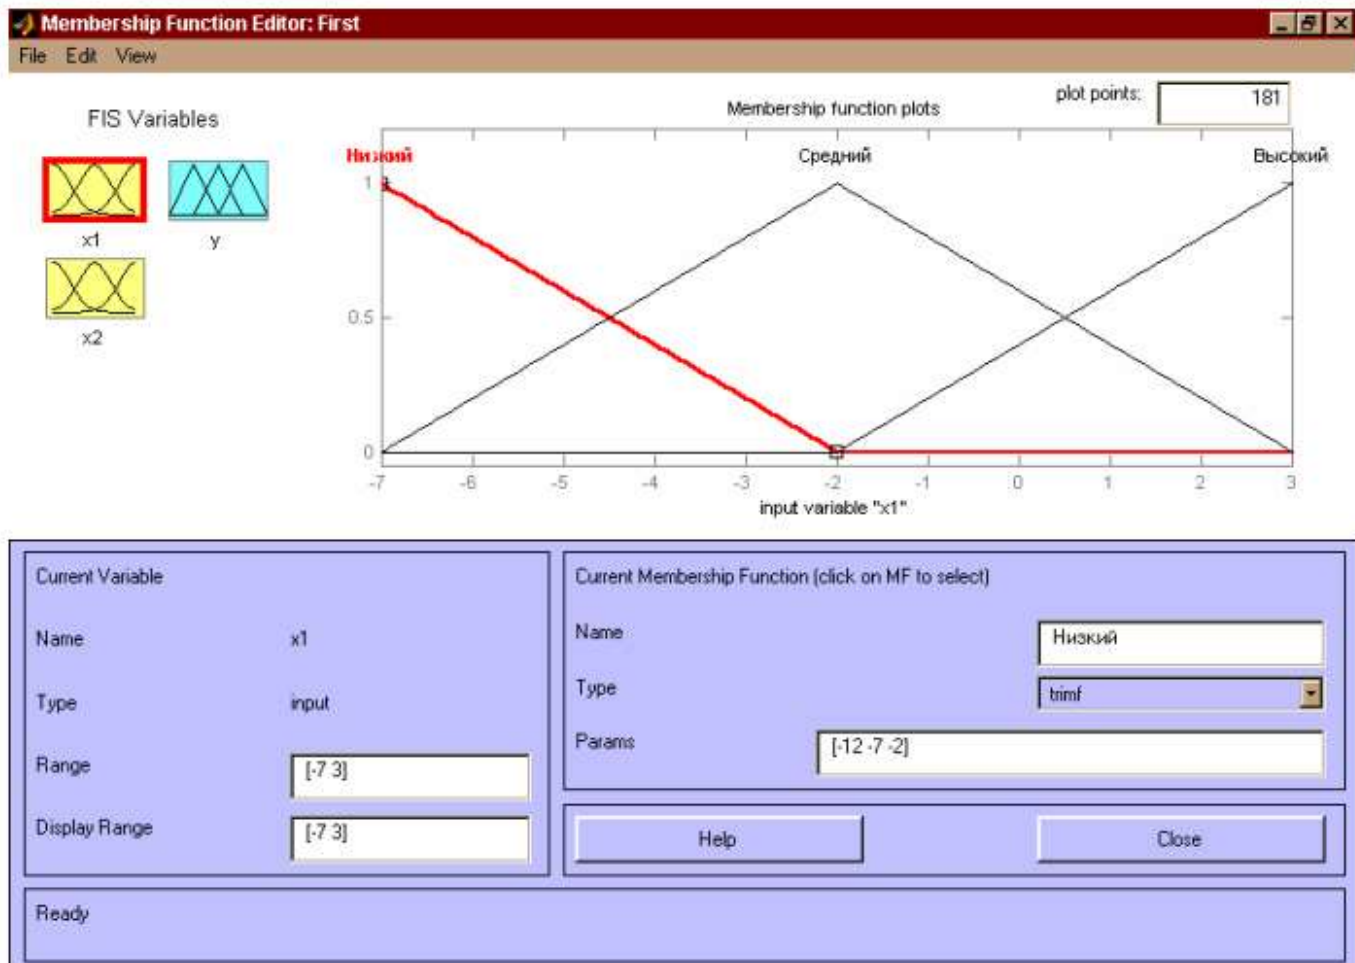 Membership Function Editor: First
File Edit View
FIS Variables
x1
y
x2
Membership function plots
plot points:
181
Низкий
Средний
Высокий
1
0.5
0
-7 -6 -5 -4 -3 -2 -1 0 1 2 3
input variable "x1"
Current Variable
Name x1
Type input
Range [-7 3]
Display Range [-7 3]
Current Membership Function (click on MF to select)
Name Низкий
Type trimf
Params [-12 -7 -2]
Help Close
Ready